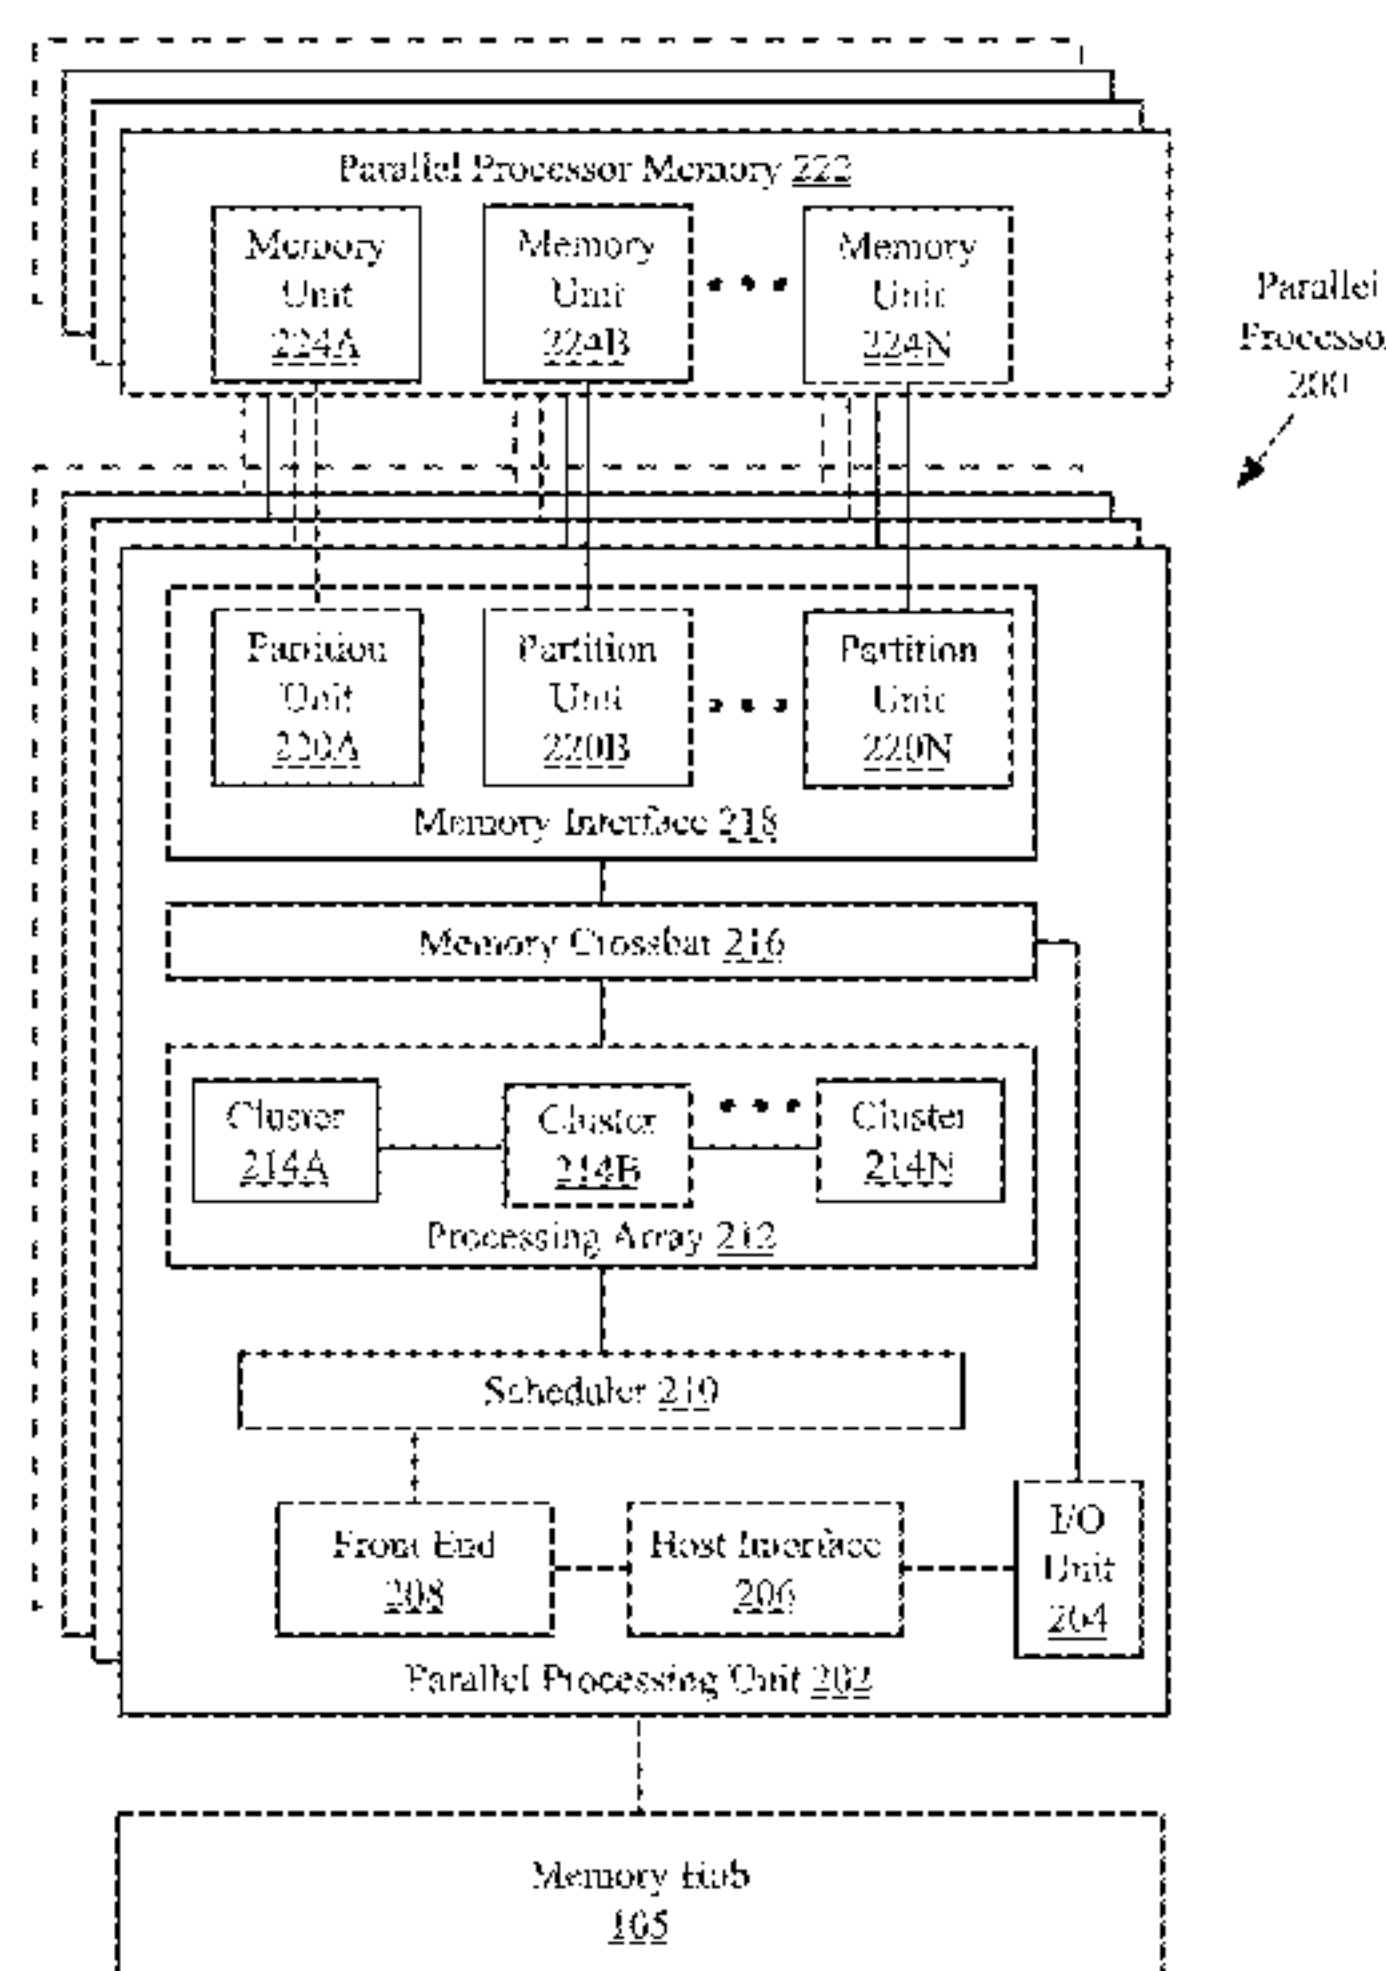 Parallel Processor Memory 222
Memory
Unit
224A
Memory
Unit
224B
Memory
Unit
224N
Parallel
Processo
200
Partition
Unit
220A
Partition
Unit
220B
Partition
Unit
220N
Memory Interface 218
Memory Crossbar 216
Cluster
214A
Cluster
214B
Cluster
214N
Processing Array 212
Scheduler 210
Front End
208
Host Interface
206
I/O
Unit
204
Parallel Processing Unit 202
Memory Hub
105